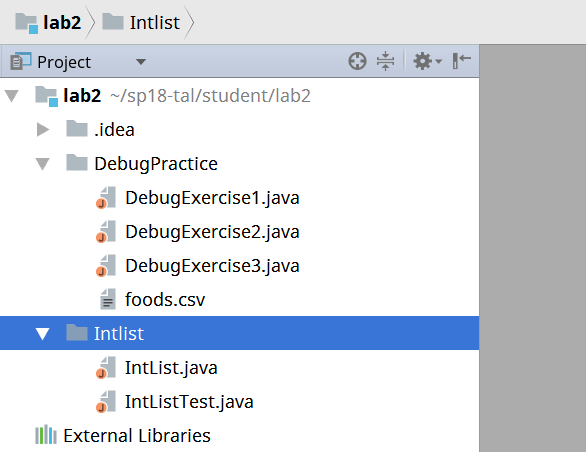 lab2 Intlist
Project
lab2 ~/sp18-tal/student/lab2
.idea
DebugPractice
DebugExercise1.java
DebugExercise2.java
DebugExercise3.java
foods.csv
Intlist
IntList.java
IntListTest.java
External Libraries